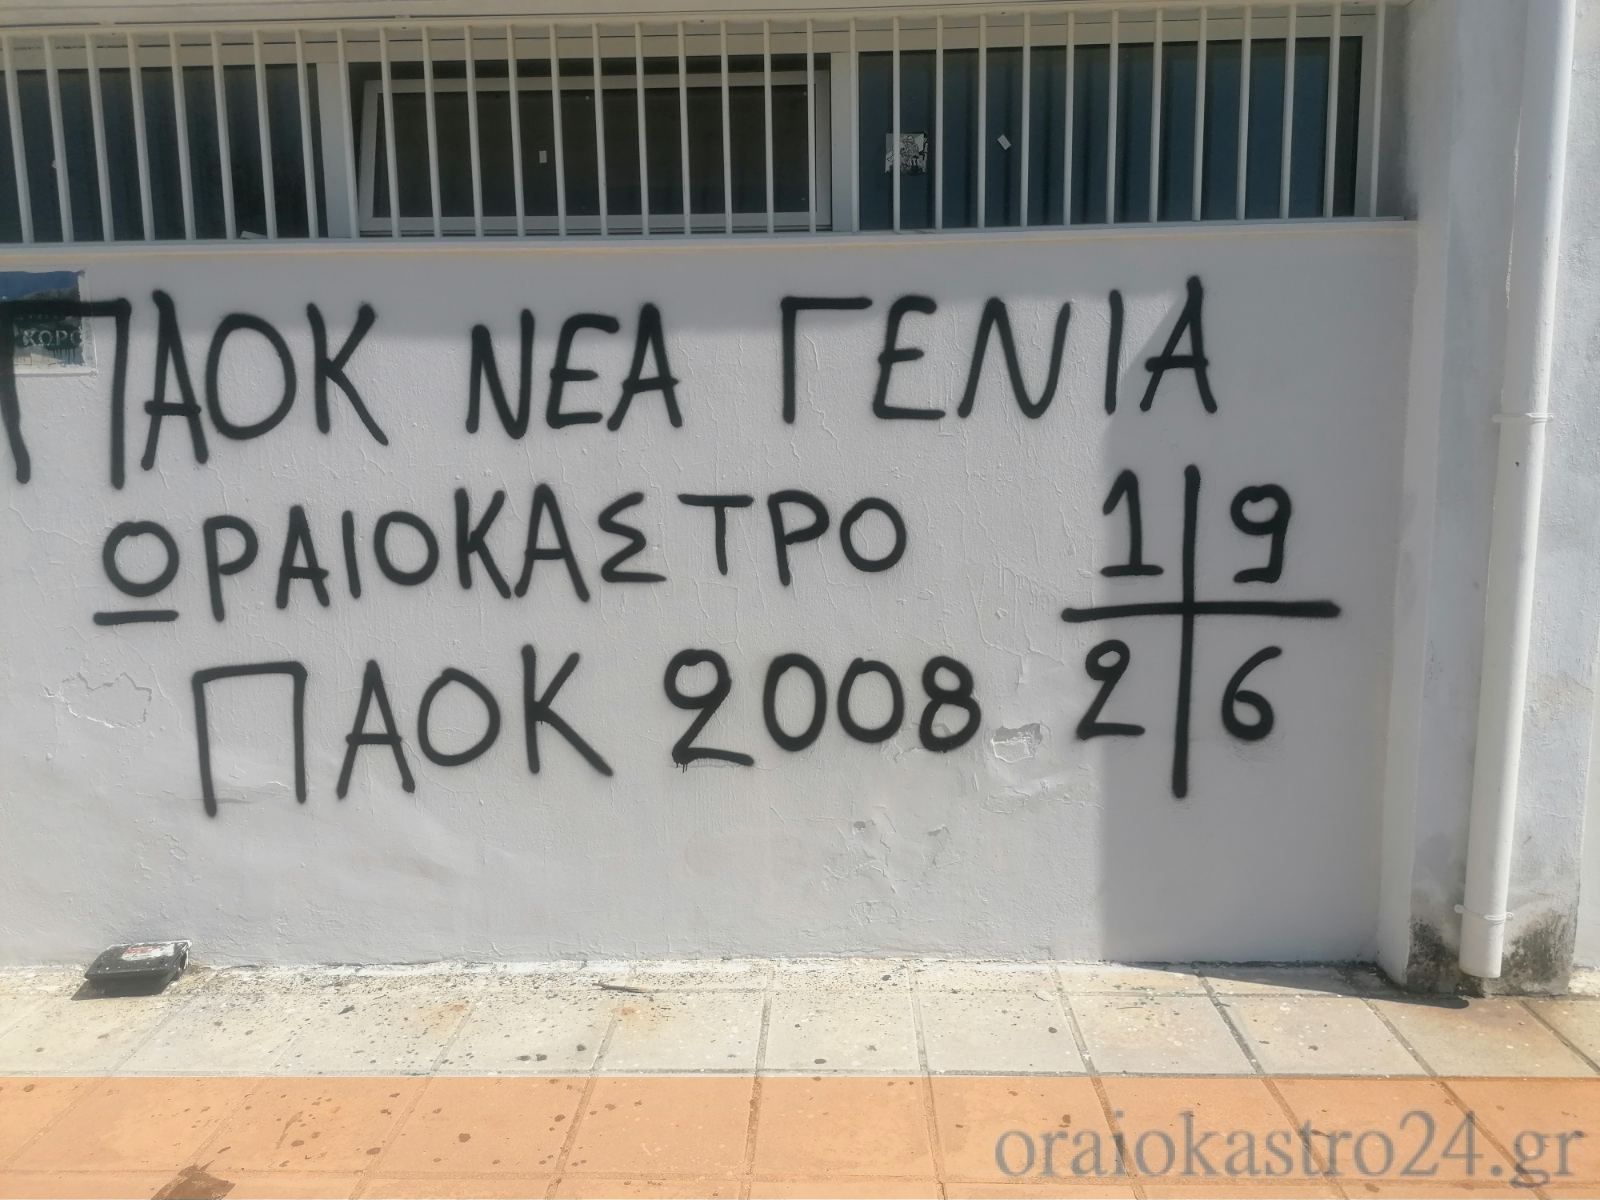 ΠΑΟΚ ΝΕΑ ΓΕΝΙΑ
ΩΡΑΙΟΚΑΣΤΡΟ
ΠΑΟΚ 2008
1 9
2 6
oraiokastro24.gr